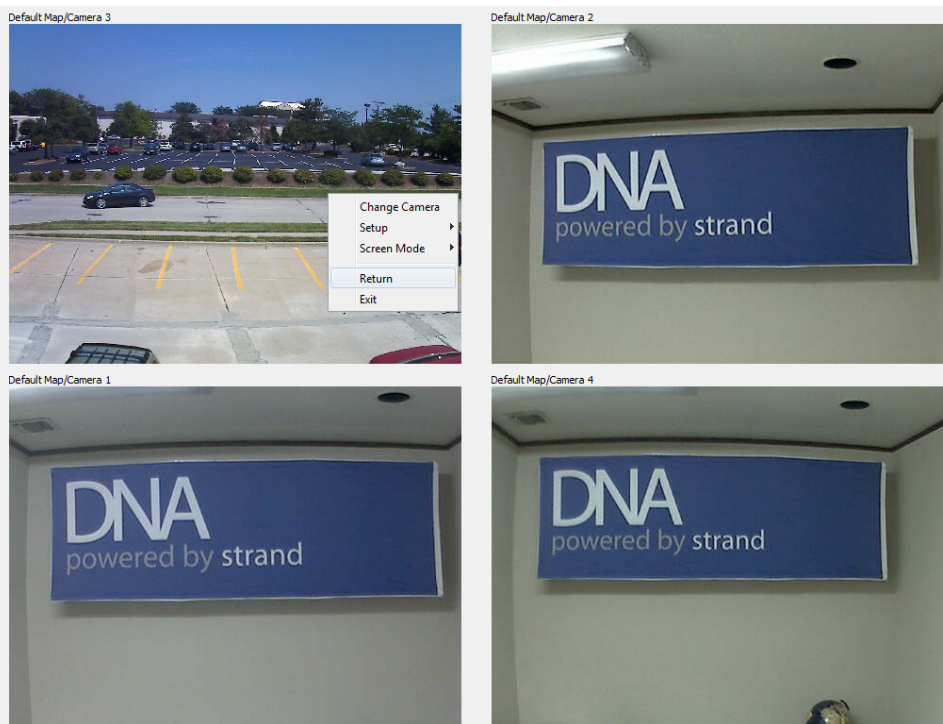 Default Map/Camera 3
Default Map/Camera 2
Change Camera
Setup
Screen Mode
Return
Exit
DNA
powered by strand
Default Map/Camera 1
Default Map/Camera 4
DNA
powered by strand
DNA
powered by strand